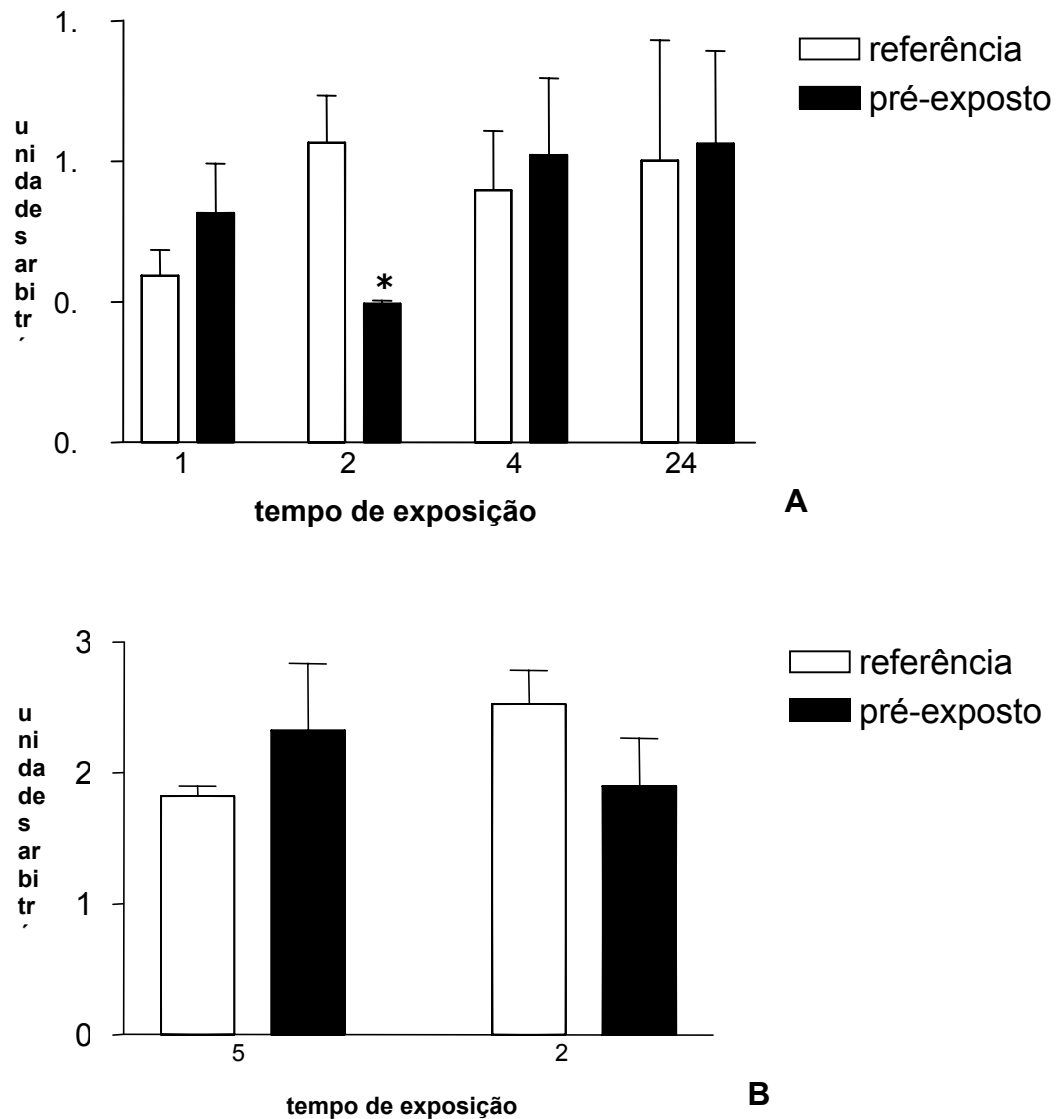 1.
referência
pré-exposto
u
ni
da
de
s
ar
bi
tr
´
1.
*
0.
0.
1 2 4 24
tempo de exposição
A
3
referência
pré-exposto
u
ni
da
de
s
ar
bi
tr
´
2
1
0
5 2
tempo de exposição
B